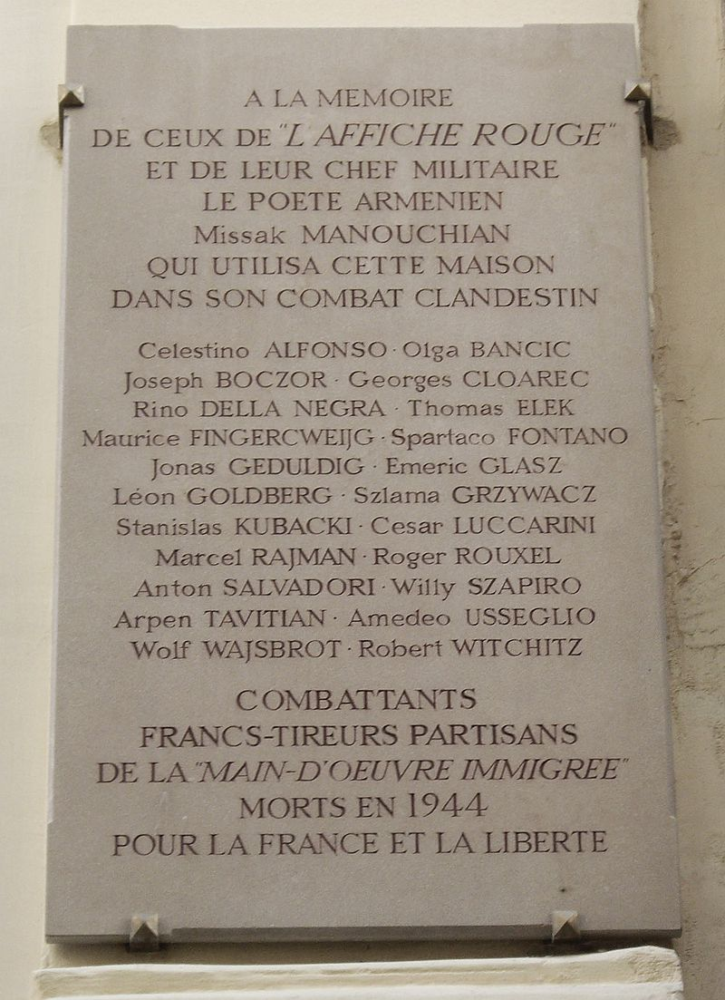 A LA MEMOIRE
DE CEUX DE "L AFFICHE ROUGE"
ET DE LEUR CHEF MILITAIRE
LE POETE ARMENIEN
Missak MANOUCHIAN
QUI UTILISA CETTE MAISON
DANS SON COMBAT CLANDESTIN
Celestino ALFONSO · Olga BANCIC
Joseph BOCZOR · Georges CLOAREC
Rino DELLA NEGRA · Thomas ELEK
Maurice FINGERCWEIJG · Spartaco FONTANO
Jonas GEDULDIG · Emeric GLASZ
Léon GOLDBERG · Szlama GRZYWACZ
Stanislas KUBACKI · Cesar LUCCARINI
Marcel RAJMAN · Roger ROUXEL
Anton SALVADORI · Willy SZAPIRO
Arpen TAVITIAN · Amedeo USSEGLIO
Wolf WAJSBROT · Robert WITCHITZ
COMBATTANTS
FRANCS-TIREURS PARTISANS
DE LA "MAIN-D'OEUVRE IMMIGREE"
MORTS EN 1944
POUR LA FRANCE ET LA LIBERTE